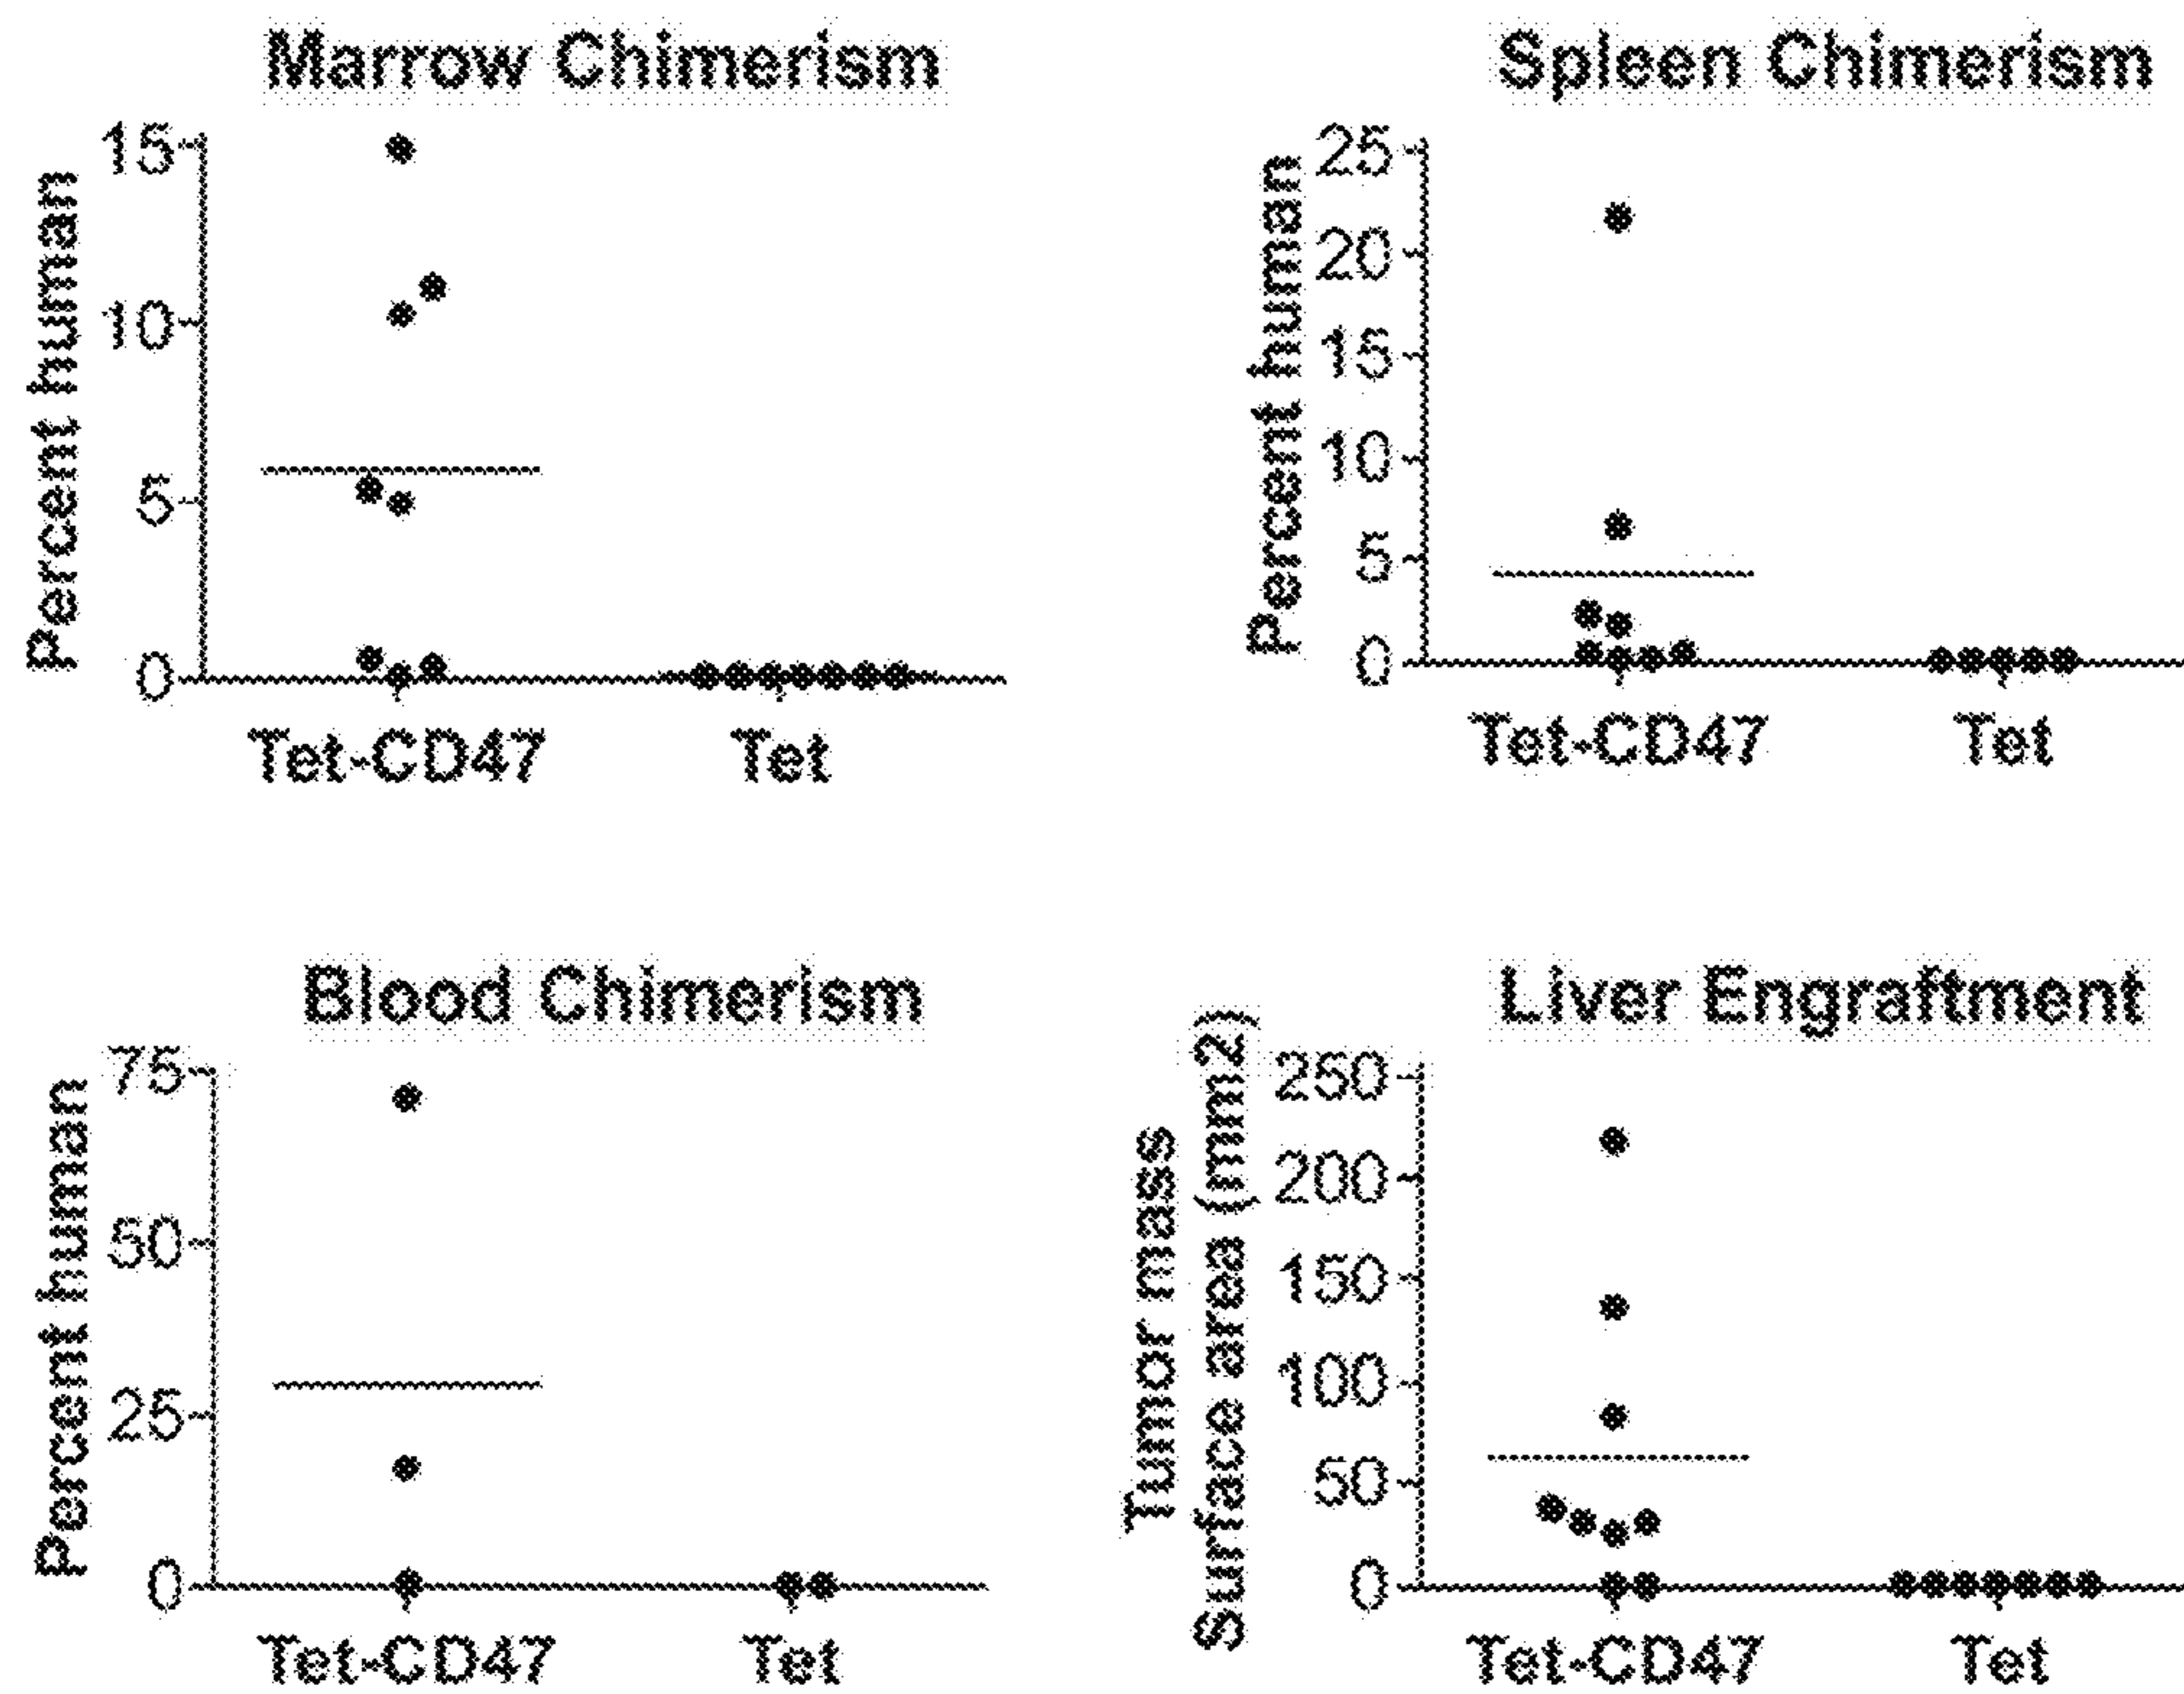 Marrow Chimerism
Percent human
15
10
5
0
Tet-CD47
Tet
Spleen Chimerism
Percent human
25
20
15
10
5
0
Tet-CD47
Tet
Blood Chimerism
Percent human
75
50
25
0
Tet-CD47
Tet
Liver Engraftment
Tumor mass
Surface area (mm2)
250
200
150
100
50
0
Tet-CD47
Tet